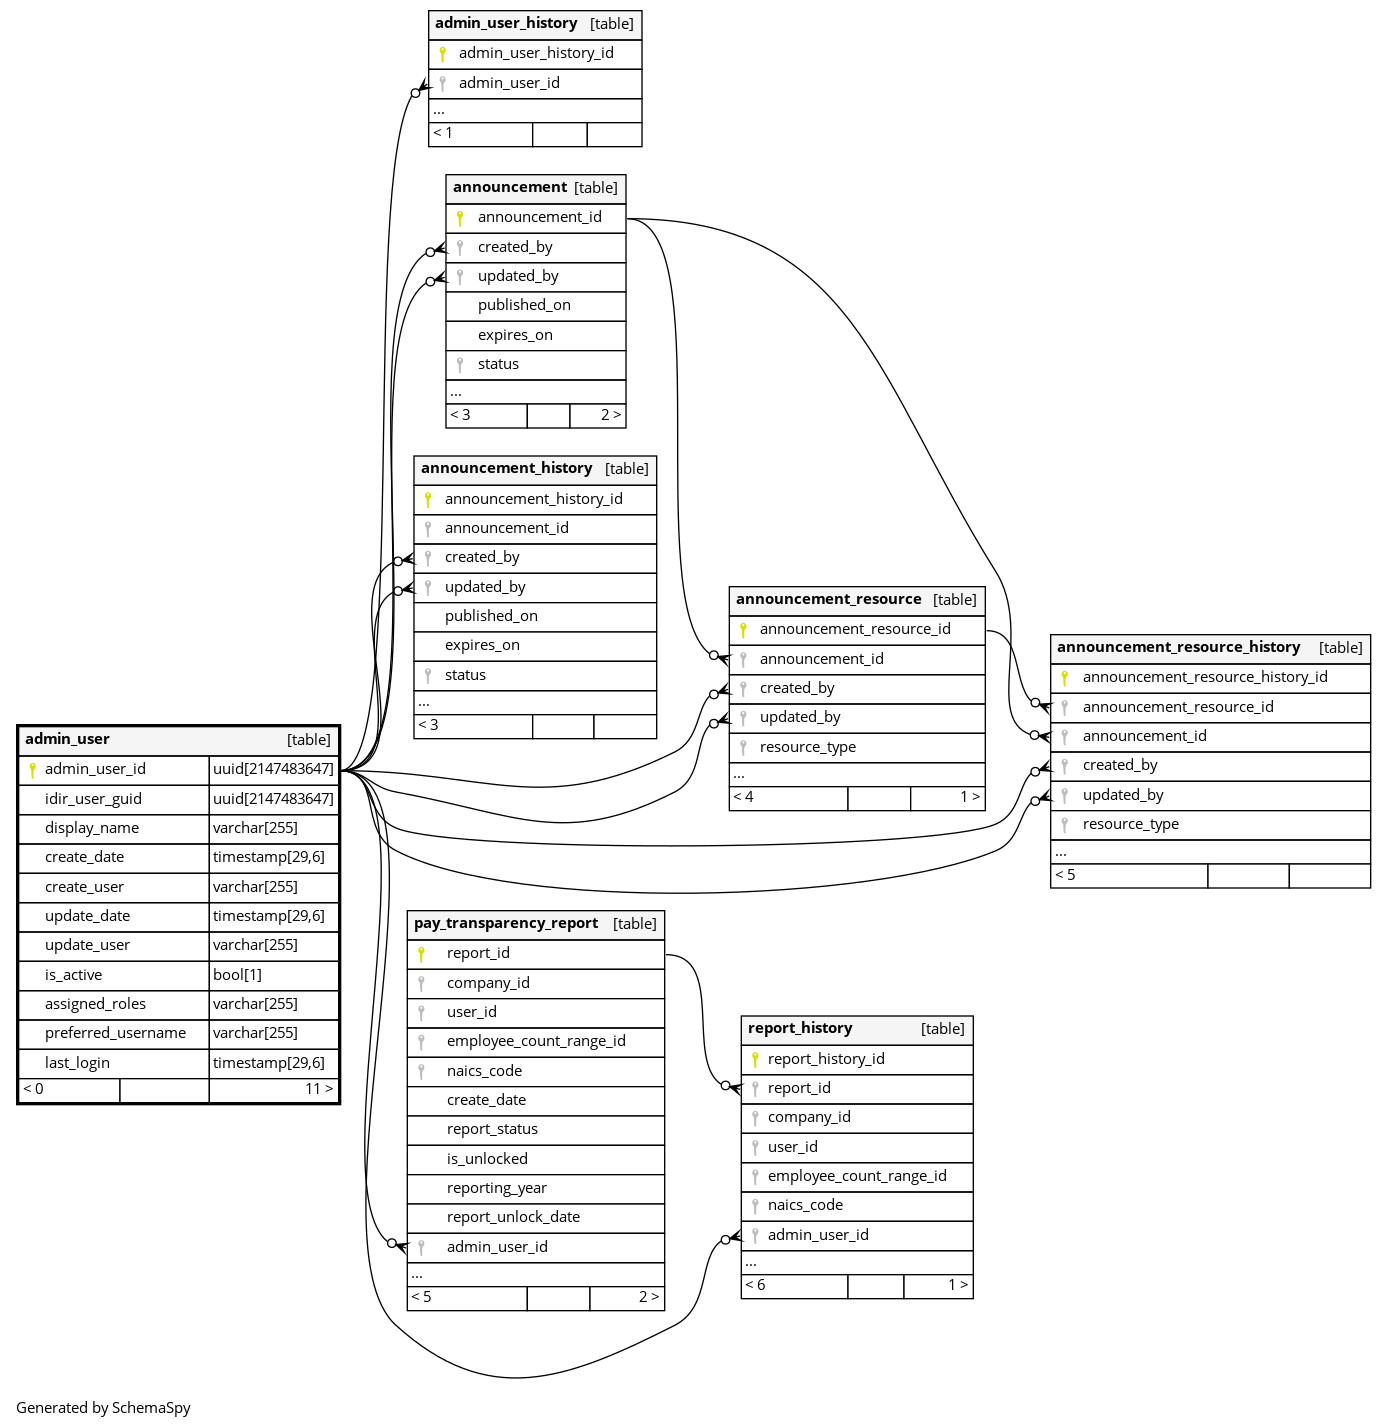 admin_user_history [table]
admin_user_history_id
admin_user_id
...
< 1
announcement [table]
announcement_id
created_by
updated_by
published_on
expires_on
status
...
< 3 2 >
announcement_history [table]
announcement_history_id
announcement_id
created_by
updated_by
published_on
expires_on
status
...
< 3
announcement_resource [table]
announcement_resource_id
announcement_id
created_by
updated_by
resource_type
...
< 4 1 >
announcement_resource_history [table]
announcement_resource_history_id
announcement_resource_id
announcement_id
created_by
updated_by
resource_type
...
< 5
admin_user [table]
admin_user_id uuid[2147483647]
idir_user_guid uuid[2147483647]
display_name varchar[255]
create_date timestamp[29,6]
create_user varchar[255]
update_date timestamp[29,6]
update_user varchar[255]
is_active bool[1]
assigned_roles varchar[255]
preferred_username varchar[255]
last_login timestamp[29,6]
< 0 11 >
pay_transparency_report [table]
report_id
company_id
user_id
employee_count_range_id
naics_code
create_date
report_status
is_unlocked
reporting_year
report_unlock_date
admin_user_id
...
< 5 2 >
report_history [table]
report_history_id
report_id
company_id
user_id
employee_count_range_id
naics_code
admin_user_id
...
< 6 1 >
Generated by SchemaSpy